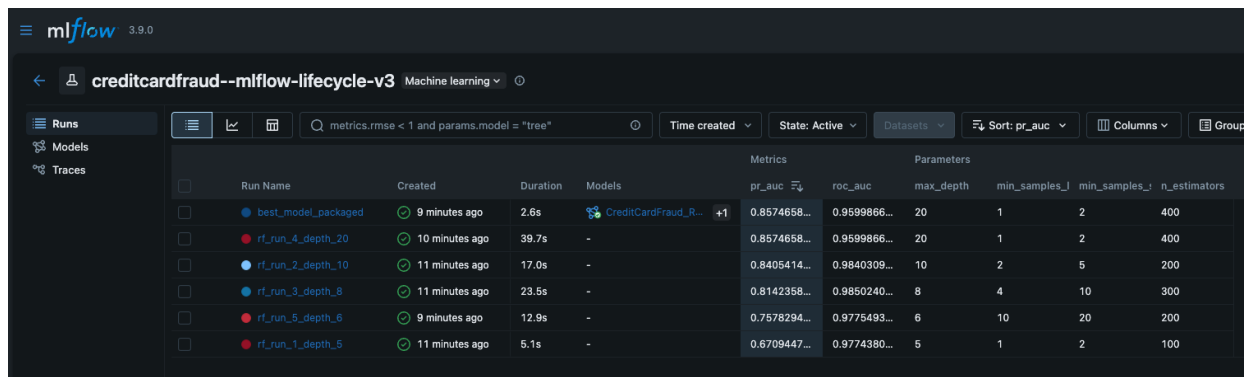 mlflow 3.9.0
creditcardfraud--mlflow-lifecycle-v3 Machine learning
Runs
Models
Traces
metrics.rmse < 1 and params.model = "tree" Time created State: Active Datasets Sort: pr_auc Columns Group
Metrics Parameters
Run Name Created Duration Models pr_auc roc_auc max_depth min_samples_l min_samples_s n_estimators
best_model_packaged 9 minutes ago 2.6s CreditCardFraud_R... +1 0.8574658... 0.9599866... 20 1 2 400
rf_run_4_depth_20 10 minutes ago 39.7s - 0.8574658... 0.9599866... 20 1 2 400
rf_run_2_depth_10 11 minutes ago 17.0s - 0.8405414... 0.9840309... 10 2 5 200
rf_run_3_depth_8 11 minutes ago 23.5s - 0.8142358... 0.9850240... 8 4 10 300
rf_run_5_depth_6 9 minutes ago 12.9s - 0.7578294... 0.9775493... 6 10 20 200
rf_run_1_depth_5 11 minutes ago 5.1s - 0.6709447... 0.9774380... 5 1 2 100